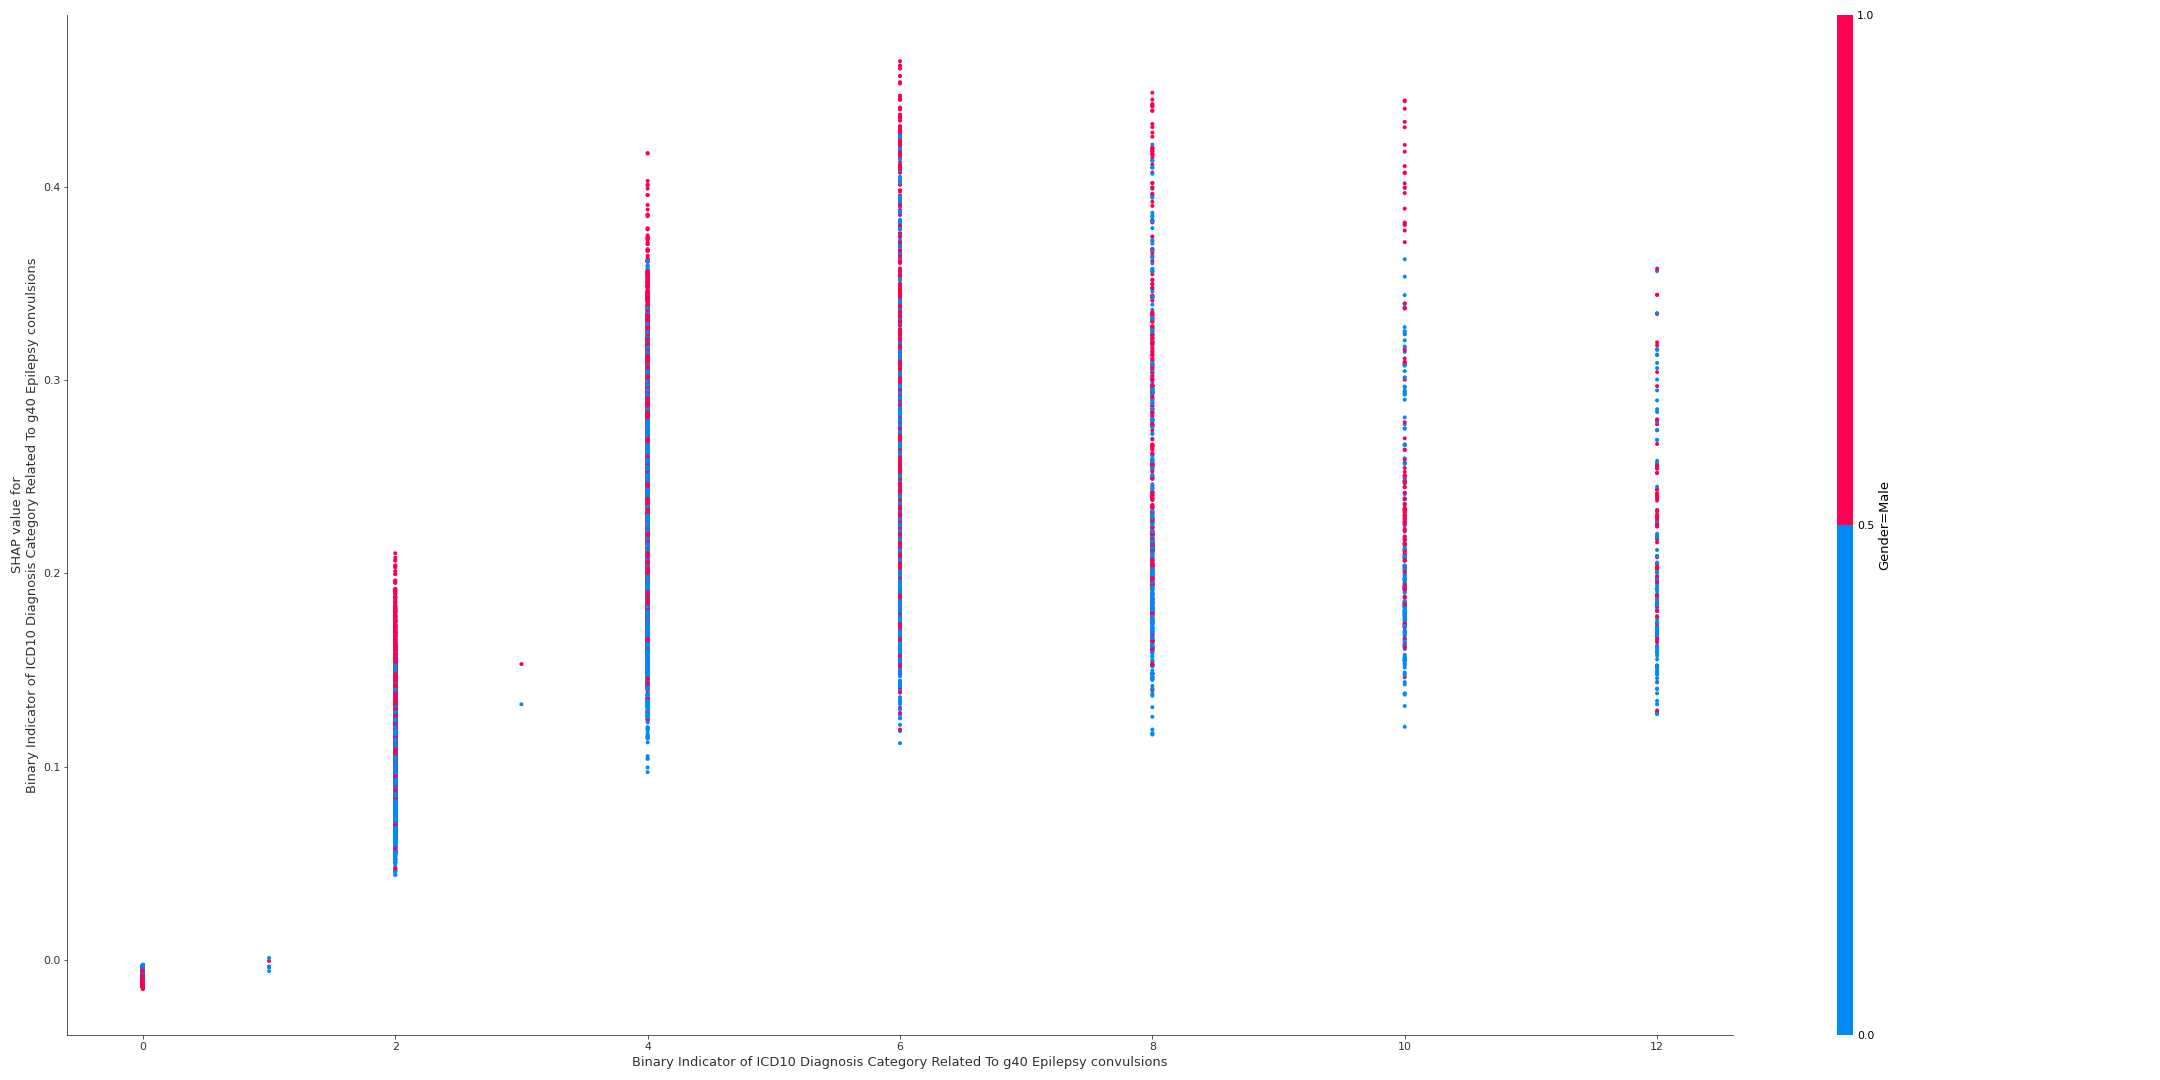 SHAP value for
Binary Indicator of ICD10 Diagnosis Category Related To g40 Epilepsy convulsions
0.4
0.3
0.2
0.1
0.0
0 2 4 6 8 10 12
Binary Indicator of ICD10 Diagnosis Category Related To g40 Epilepsy convulsions
1.0
0.5
0.0
Gender=Male